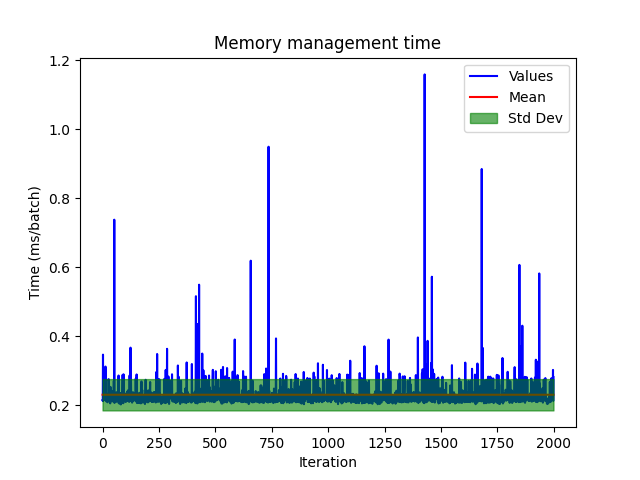 Memory management time
Values
Mean
Std Dev
Time (ms/batch)
1.2
1.0
0.8
0.6
0.4
0.2
0 250 500 750 1000 1250 1500 1750 2000
Iteration